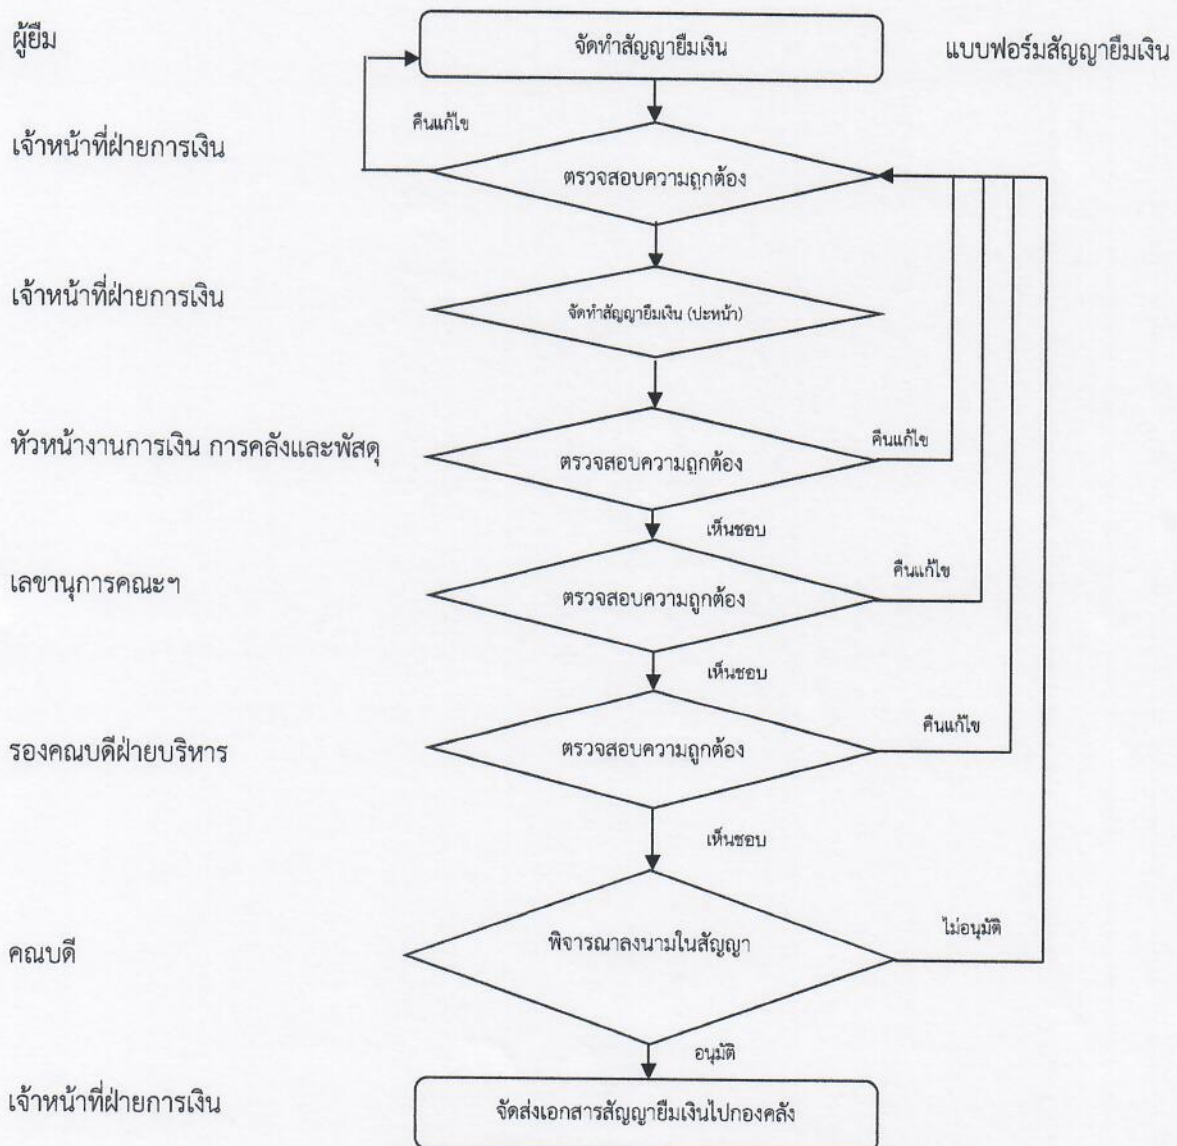 ผู้ยืม
จัดทำสัญญายืมเงิน
แบบฟอร์มสัญญายืมเงิน
คืนแก้ไข
เจ้าหน้าที่ฝ่ายการเงิน
ตรวจสอบความถูกต้อง
เจ้าหน้าที่ฝ่ายการเงิน
จัดทำสัญญายืมเงิน (ปะหน้า)
หัวหน้างานการเงิน การคลังและพัสดุ
ตรวจสอบความถูกต้อง
คืนแก้ไข
เห็นชอบ
เลขานุการคณะฯ
ตรวจสอบความถูกต้อง
คืนแก้ไข
เห็นชอบ
รองคณบดีฝ่ายบริหาร
ตรวจสอบความถูกต้อง
คืนแก้ไข
เห็นชอบ
คณบดี
พิจารณาลงนามในสัญญา
ไม่อนุมัติ
อนุมัติ
เจ้าหน้าที่ฝ่ายการเงิน
จัดส่งเอกสารสัญญายืมเงินไปกองคลัง